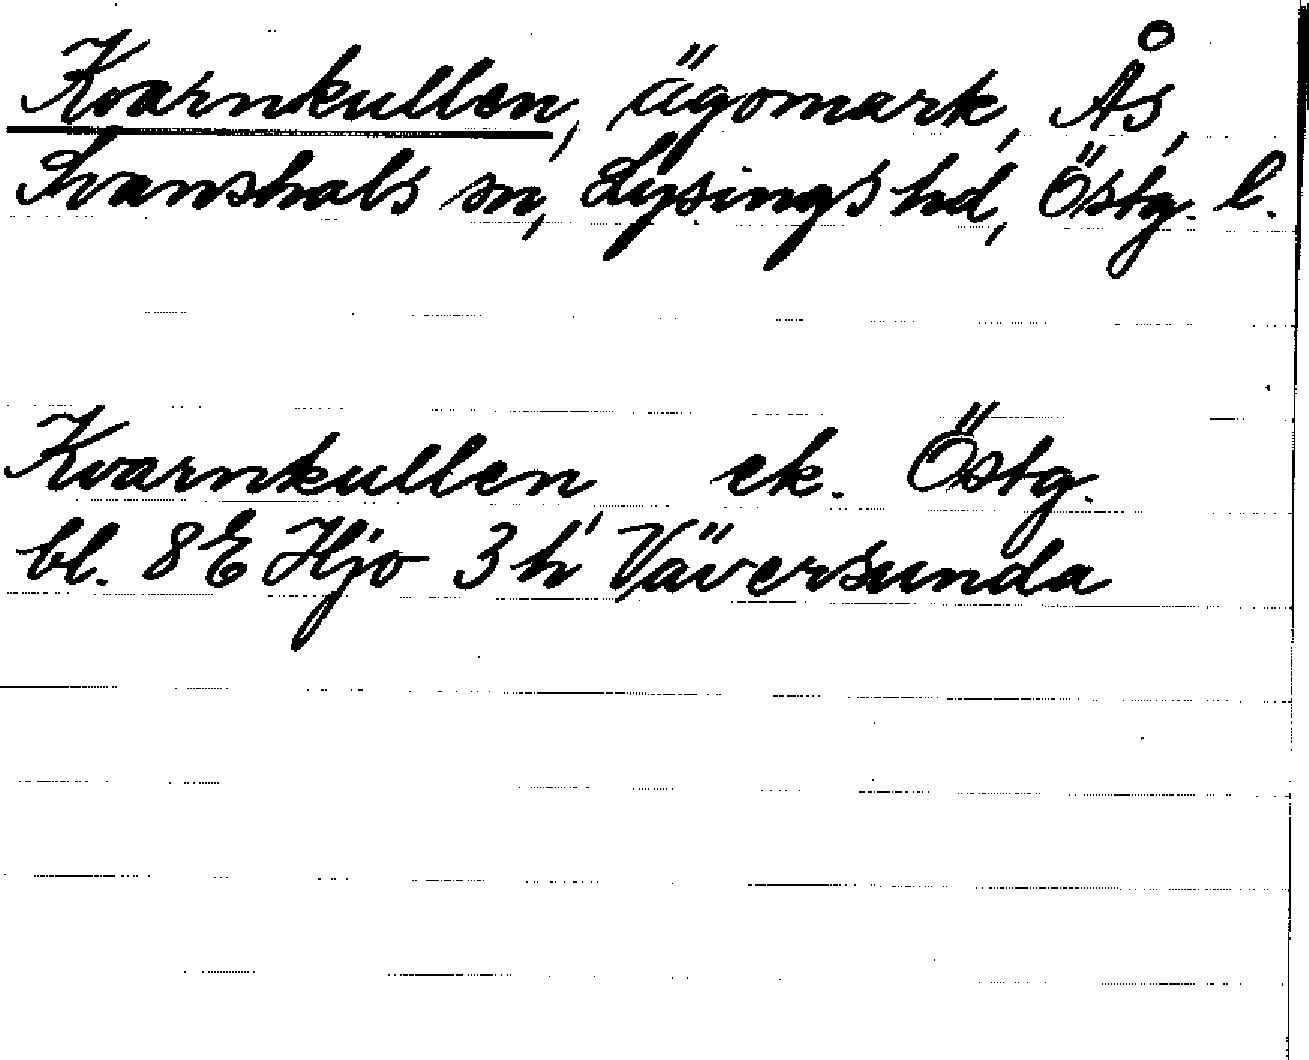 Kvarnkullen, ägomark, Ås,
Svanshals sn, Lysings hd, Östg. l.
Kvarnkullen ek. Östg.
bl. 8E Hjo 3h Väversunda